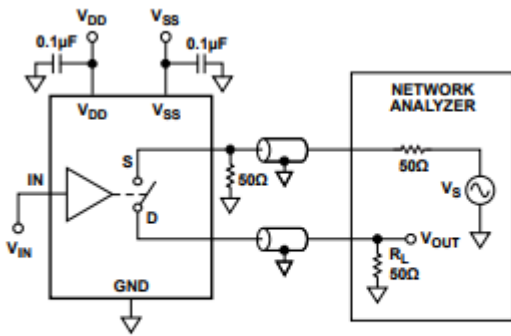 VDD
VSS
0.1µF
0.1µF
VDD
VSS
NETWORK
ANALYZER
S
50Ω
50Ω
VS
IN
D
VIN
VOUT
RL
50Ω
GND